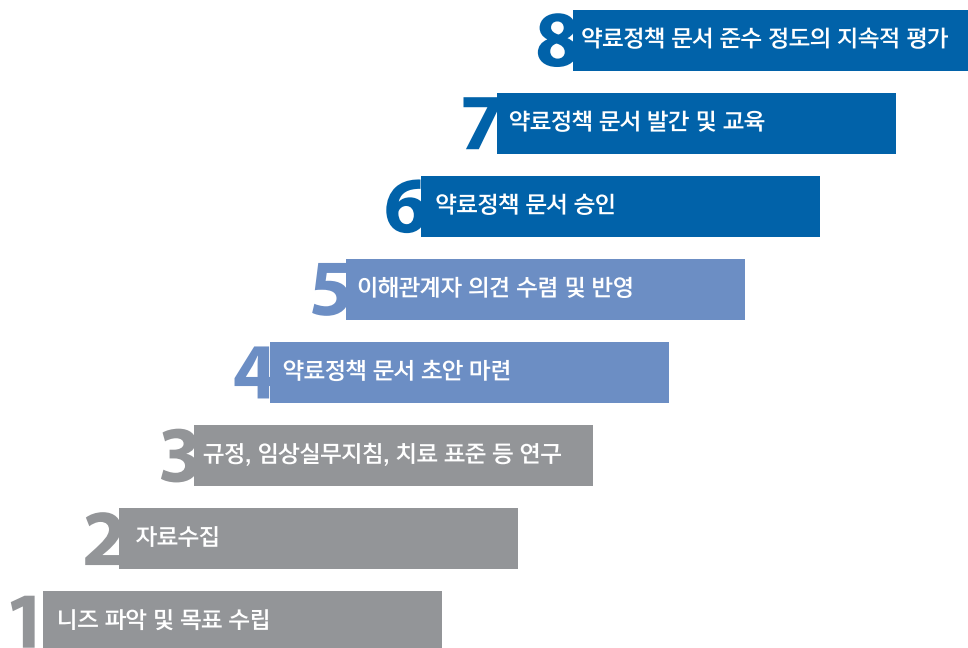 8 약료정책 문서 준수 정도의 지속적 평가
7 약료정책 문서 발간 및 교육
6 약료정책 문서 승인
5 이해관계자 의견 수렴 및 반영
4 약료정책 문서 초안 마련
3 규정, 임상실무지침, 치료 표준 등 연구
2 자료수집
1 니즈 파악 및 목표 수립